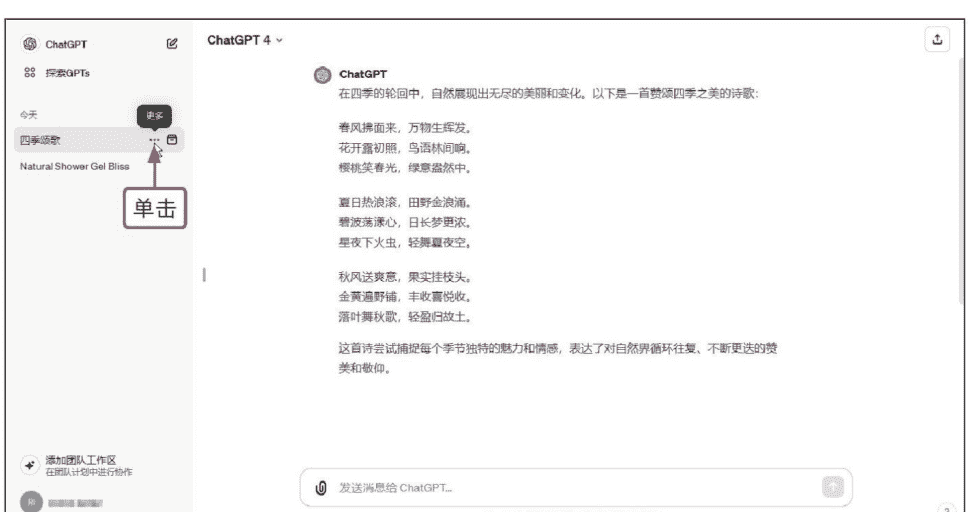 ChatGPT
探索GPTs
今天
更多
四季颂歌
Natural Shower Gel Bliss
单击
添加团队工作区
在团队计划中进行协作
ChatGPT 4
ChatGPT
在四季的轮回中，自然展现出无尽的美丽和变化。以下是一首赞颂四季之美的诗歌：
春风拂面来，万物生辉发。
花开露初照，鸟语林间响。
樱桃笑春光，绿意盎然中。
夏日热浪滚，田野金浪涌。
碧波荡漾心，日长梦更浓。
星夜下火虫，轻舞夏夜空。
秋风送爽意，果实挂枝头。
金黄遍野铺，丰收喜悦收。
落叶舞秋歌，轻盈归故土。
这首诗尝试捕捉每个季节独特的魅力和情感，表达了对自然界循环往复、不断更迭的赞
美和敬仰。
发送消息给 ChatGPT...